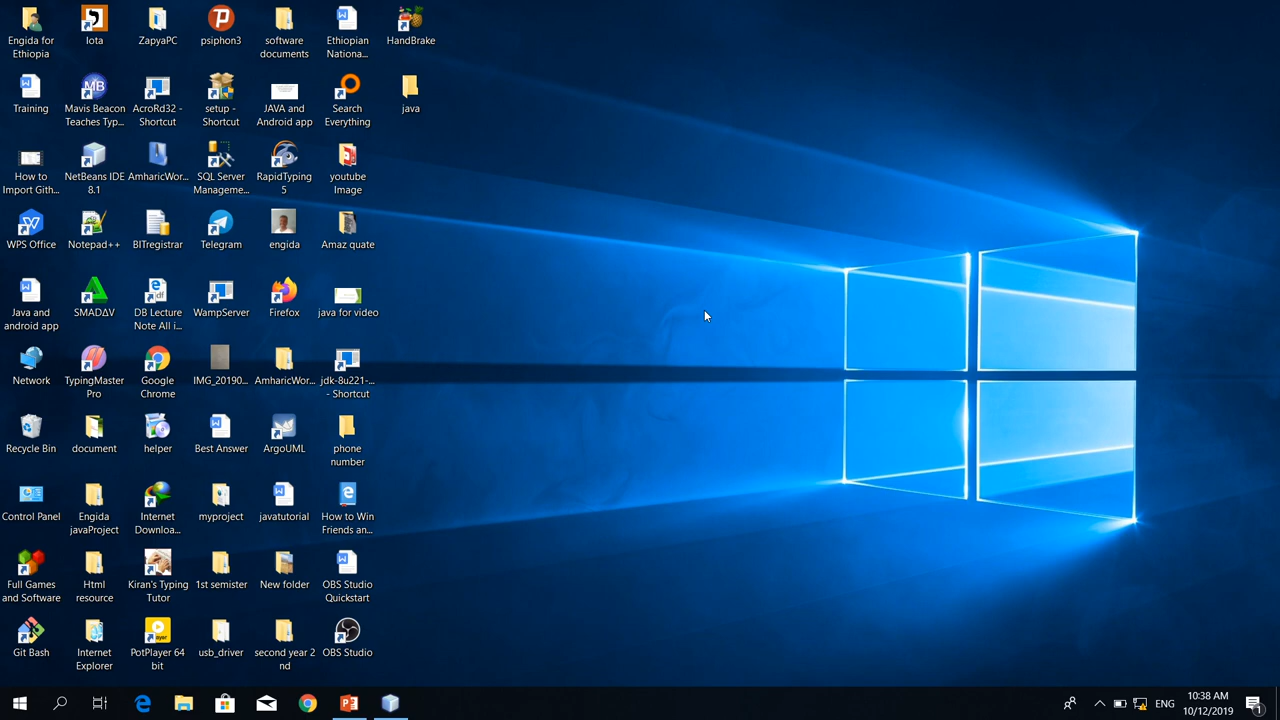 Engida for
Ethiopia
Iota
ZapyaPC
psiphon3
software
documents
Ethiopian
Nationa...
HandBrake
Training
Mavis Beacon
Teaches Typ...
AcroRd32 -
Shortcut
setup -
Shortcut
JAVA and
Android app
Search
Everything
java
How to
Import Gith...
NetBeans IDE
8.1
AmharicWor...
SQL Server
Manageme...
RapidTyping
5
youtube
Image
WPS Office
Notepad++
BITregistrar
Telegram
engida
Amaz quate
Java and
android app
SMADΔV
DB Lecture
Note All i...
WampServer
Firefox
java for video
Network
TypingMaster
Pro
Google
Chrome
IMG_20190...
AmharicWor...
jdk-8u221-...
- Shortcut
Recycle Bin
document
helper
Best Answer
ArgoUML
phone
number
Control Panel
Engida
javaProject
Internet
Downloa...
myproject
javatutorial
How to Win
Friends an...
Full Games
and Software
Html
resource
Kiran's Typing
Tutor
1st semister
New folder
OBS Studio
Quickstart
Git Bash
Internet
Explorer
PotPlayer 64
bit
usb_driver
second year 2
nd
OBS Studio
ENG
10:38 AM
10/12/2019
1